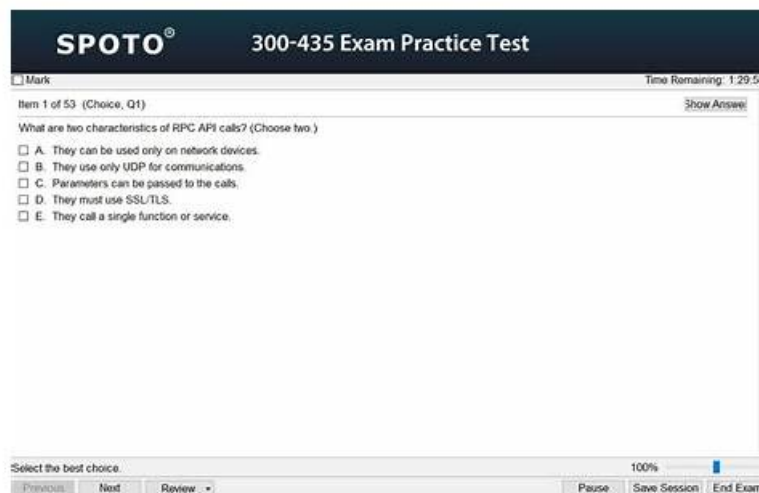 SPOTO® 300-435 Exam Practice Test
Mark Time Remaining: 1:29:5
Item 1 of 53 (Choice, Q1) Show Answer
What are two characteristics of RPC API calls? (Choose two.)
A. They can be used only on network devices.
B. They use only UDP for communications.
C. Parameters can be passed to the calls.
D. They must use SSL/TLS.
E. They call a single function or service.
Select the best choice. 100%
Previous Next Review Pause Save Session End Exam